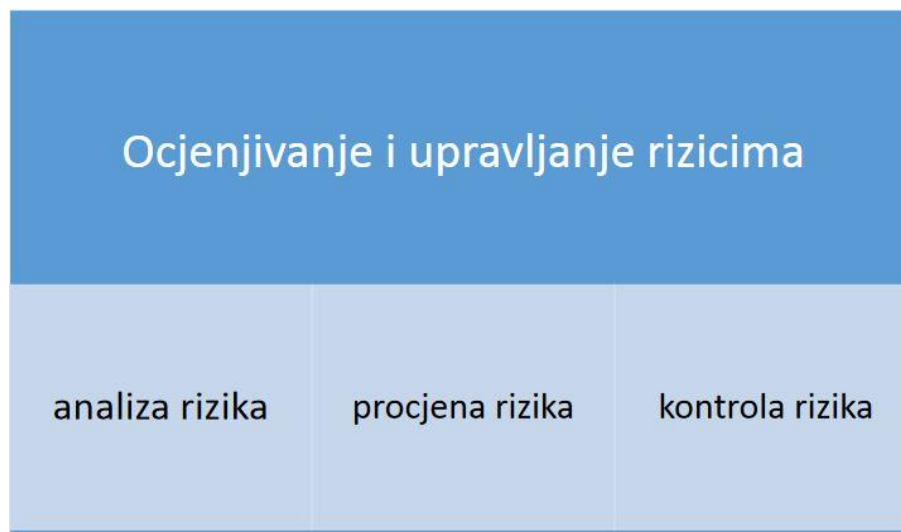 Ocjenjivanje i upravljanje rizicima
analiza rizika
procjena rizika
kontrola rizika